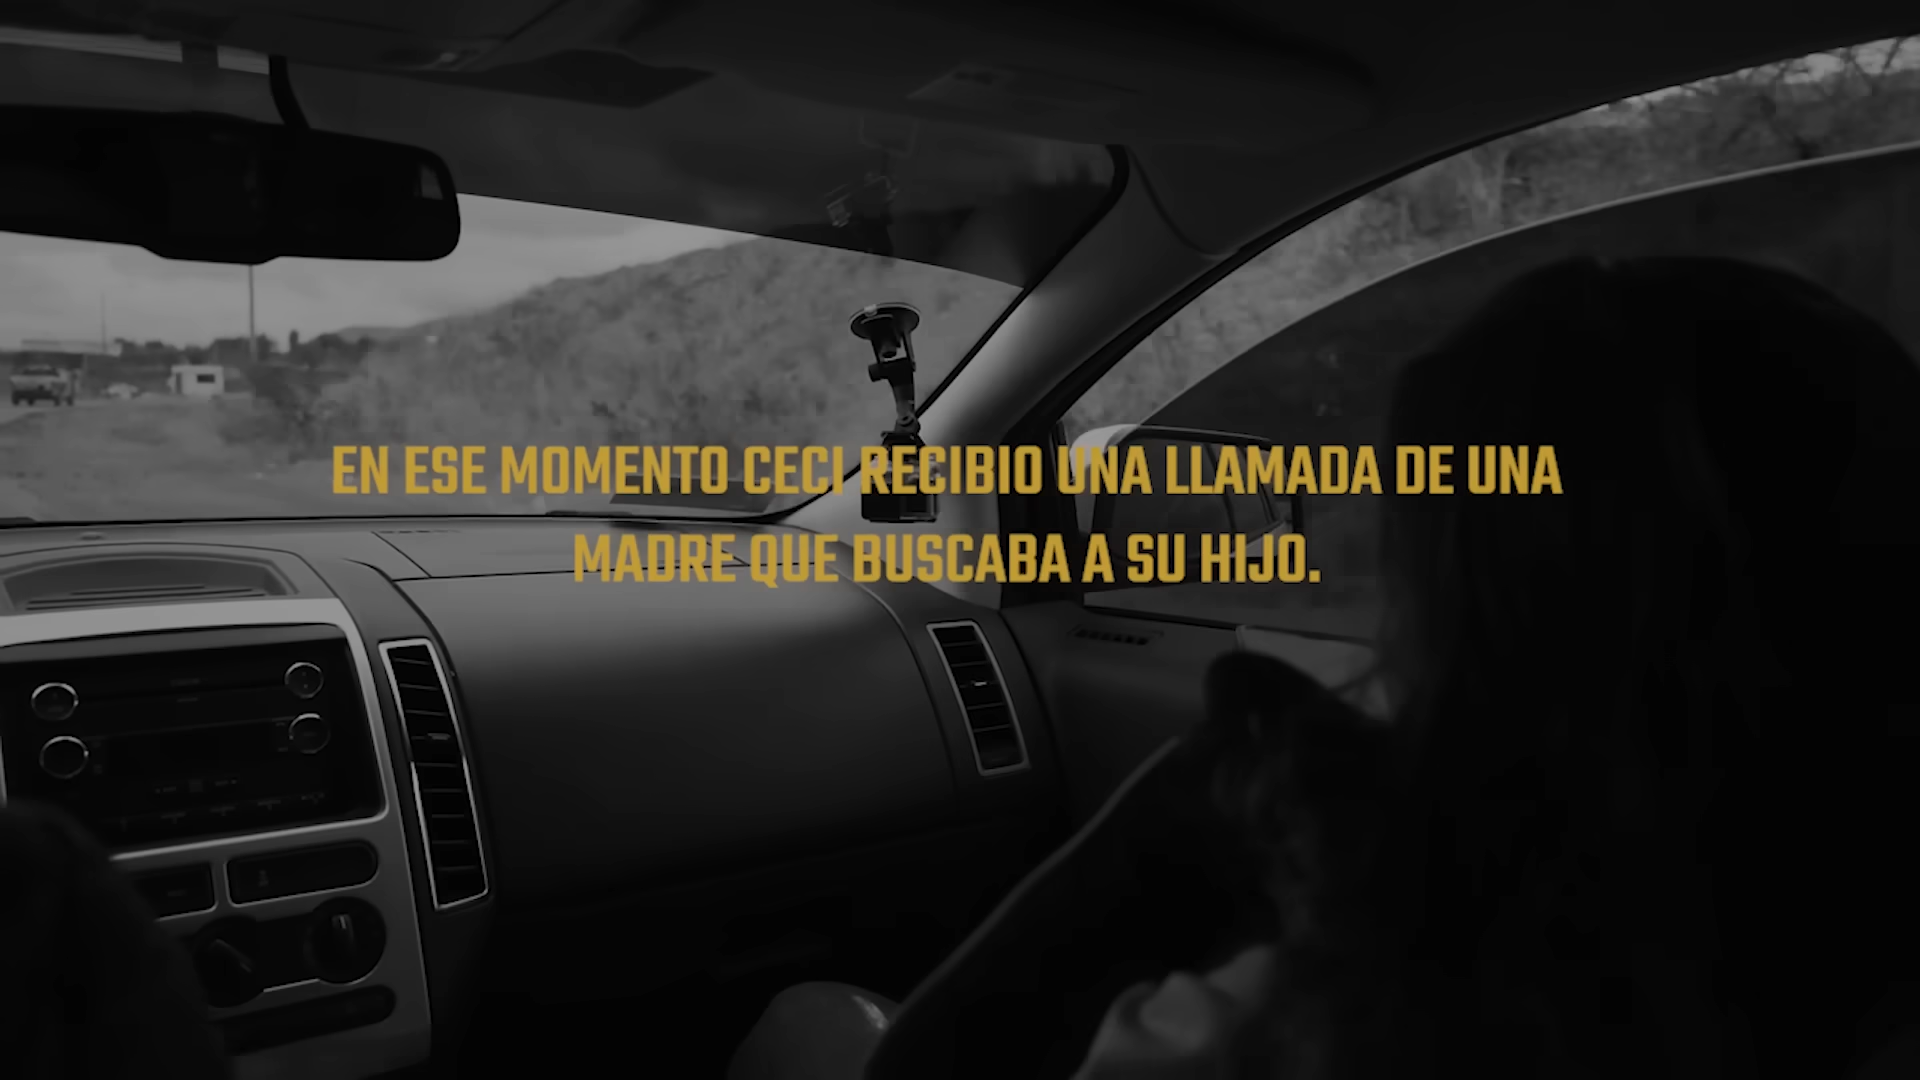 EN ESE MOMENTO CECI RECIBIO UNA LLAMADA DE UNA
MADRE QUE BUSCABA A SU HIJO.